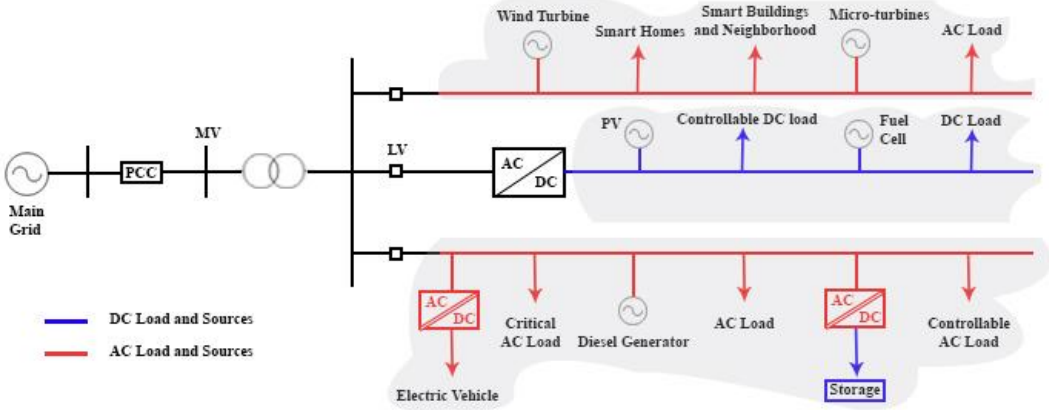 Wind Turbine
Smart Homes
Smart Buildings
and Neighborhood
Micro-turbines
AC Load
PV
Controllable DC load
Fuel
Cell
DC Load
MV
LV
PCC
AC
DC
Main
Grid
AC
DC
Critical
AC Load
Diesel Generator
AC Load
AC
DC
Controllable
AC Load
Electric Vehicle
Storage
DC Load and Sources
AC Load and Sources